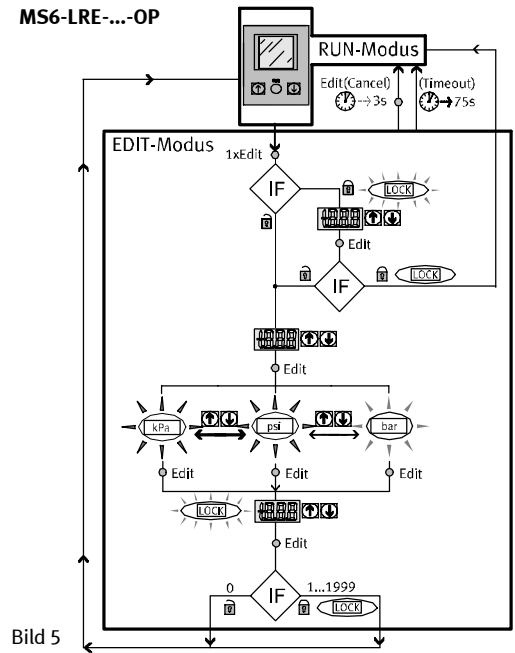 MS6-LRE-...-OP
RUN-Modus
Edit(Cancel)
3s
(Timeout)
75s
EDIT-Modus
1xEdit
IF
LOCK
Edit
IF
LOCK
Edit
kPa
psi
bar
Edit
Edit
Edit
LOCK
Edit
0
IF
1...1999
LOCK
Bild 5